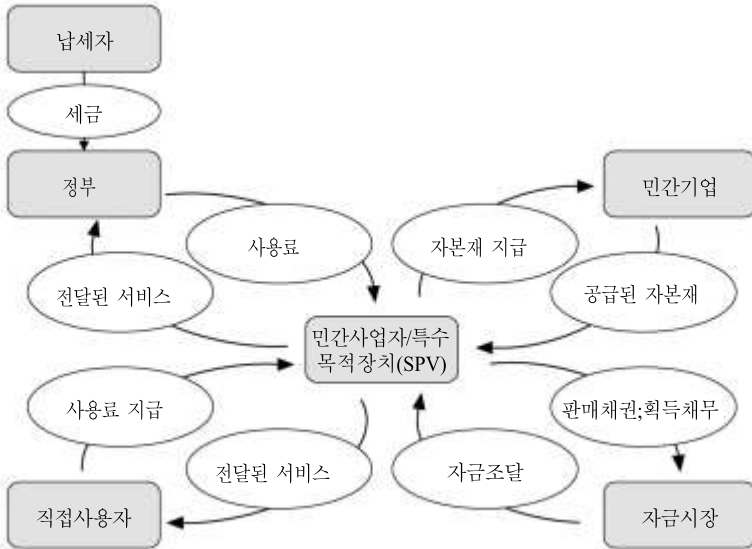 납세자
세금
정부
민간기업
사용료
자본재 지급
전달된 서비스
공급된 자본재
민간사업자/특수
목적장치(SPV)
사용료 지급
판매채권;획득채무
전달된 서비스
자금조달
직접사용자
자금시장